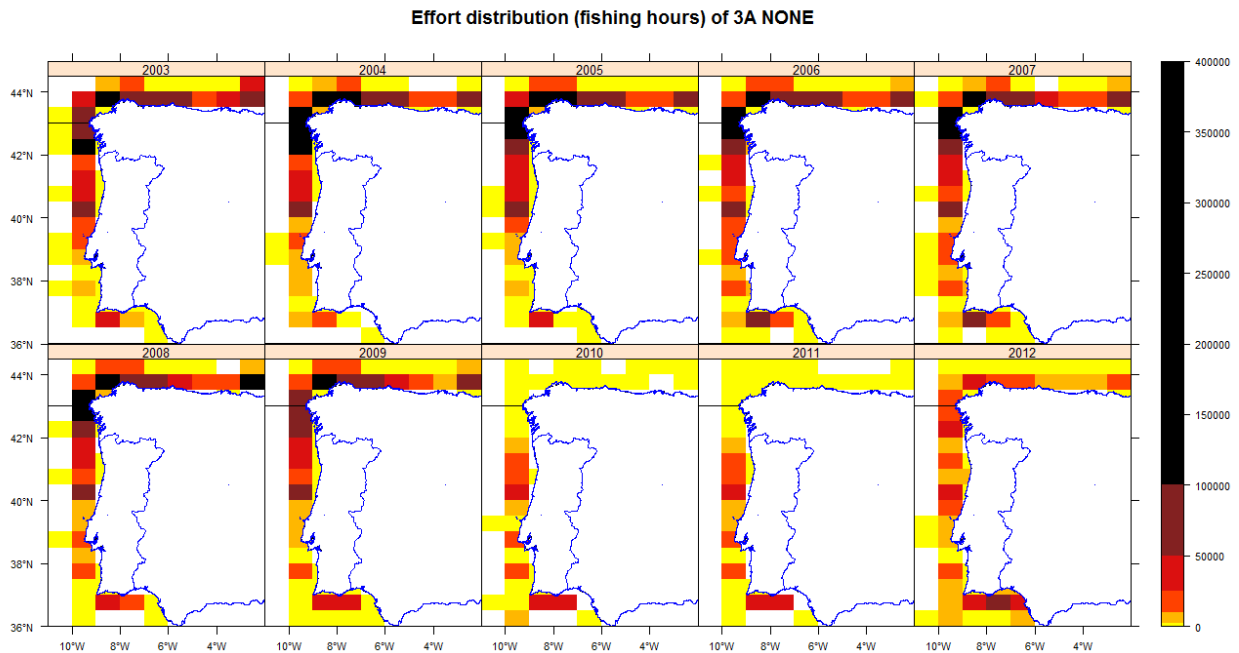 Effort distribution (fishing hours) of 3A NONE
2003 2004 2005 2006 2007
44°N
42°N
40°N
38°N
36°N
2008 2009 2010 2011 2012
44°N
42°N
40°N
38°N
36°N
10°W 8°W 6°W 4°W 10°W 8°W 6°W 4°W 10°W 8°W 6°W 4°W 10°W 8°W 6°W 4°W 10°W 8°W 6°W 4°W
400000
350000
300000
250000
200000
150000
100000
50000
0